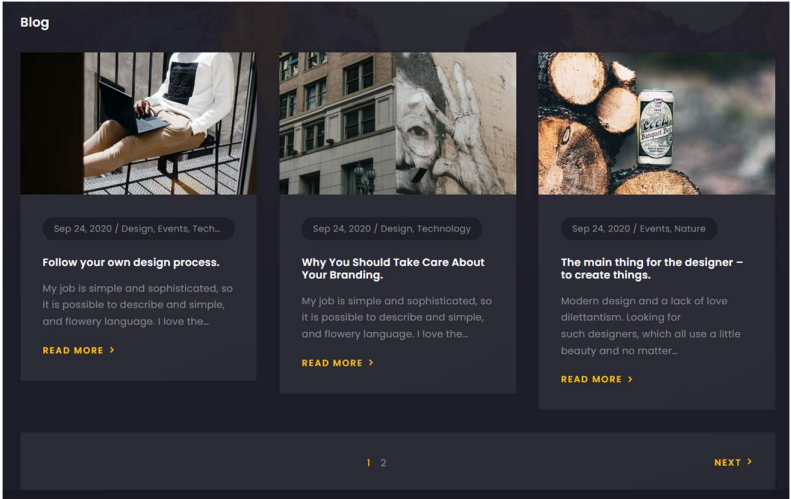 Blog
Sep 24, 2020 / Design, Events, Tech...
Follow your own design process.
My job is simple and sophisticated, so
it is possible to describe and simple,
and flowery language. I love the...
READ MORE >
Sep 24, 2020 / Design, Technology
Why You Should Take Care About
Your Branding.
My job is simple and sophisticated, so
it is possible to describe and simple,
and flowery language. I love the...
READ MORE >
Coors
Banquet Beer
Sep 24, 2020 / Events, Nature
The main thing for the designer –
to create things.
Modern design and a lack of love
dilettantism. Looking for
such designers, which all use a little
beauty and no matter...
READ MORE >
1 2
NEXT >